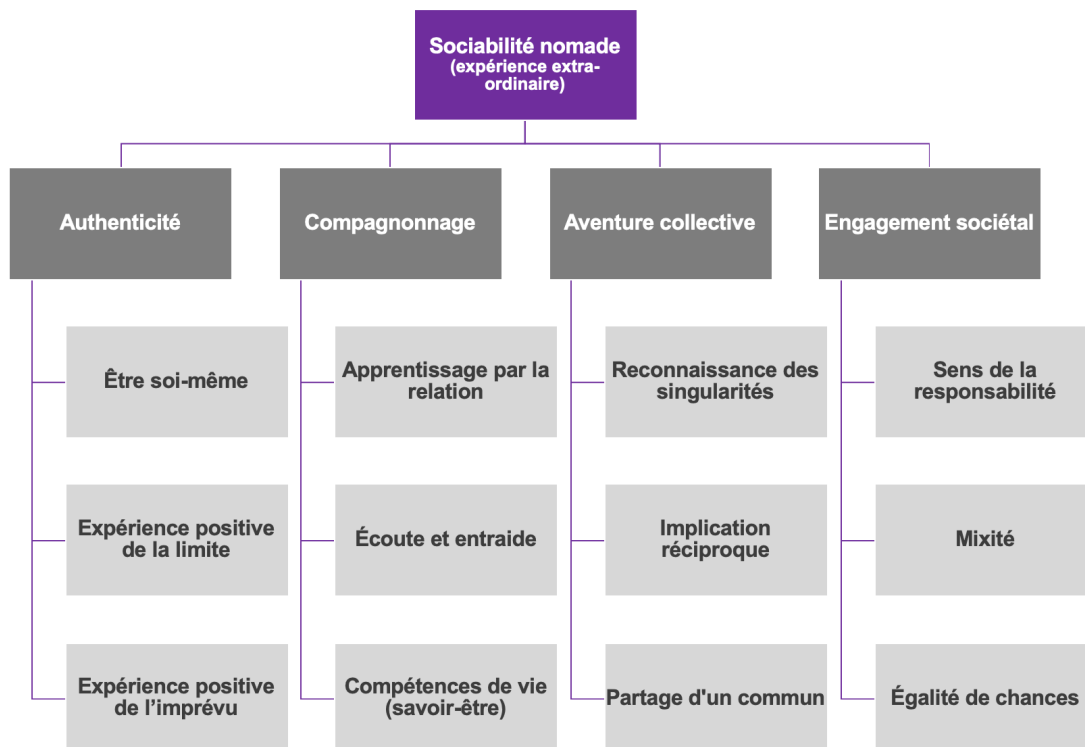 Sociabilité nomade
(expérience extra-
ordinaire)
Authenticité
Compagnonnage
Aventure collective
Engagement sociétal
Être soi-même
Apprentissage par la
relation
Reconnaissance des
singularités
Sens de la
responsabilité
Expérience positive
de la limite
Écoute et entraide
Implication
réciproque
Mixité
Expérience positive
de l’imprévu
Compétences de vie
(savoir-être)
Partage d'un commun
Égalité de chances